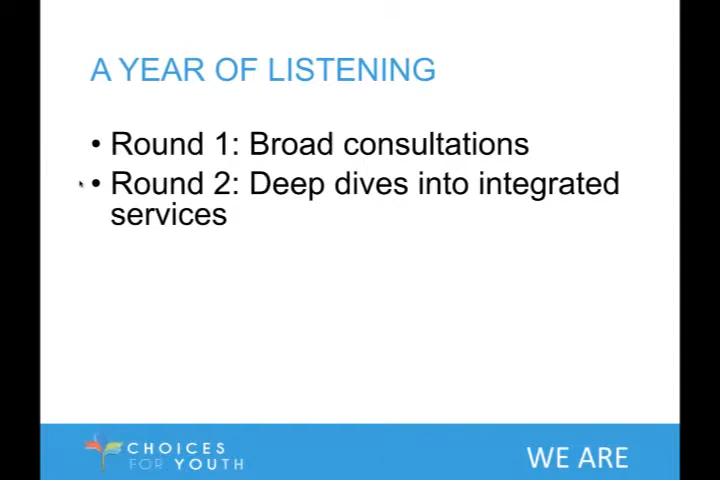 A YEAR OF LISTENING
• Round 1: Broad consultations
• Round 2: Deep dives into integrated
services
CHOICES
FOR YOUTH
WE ARE